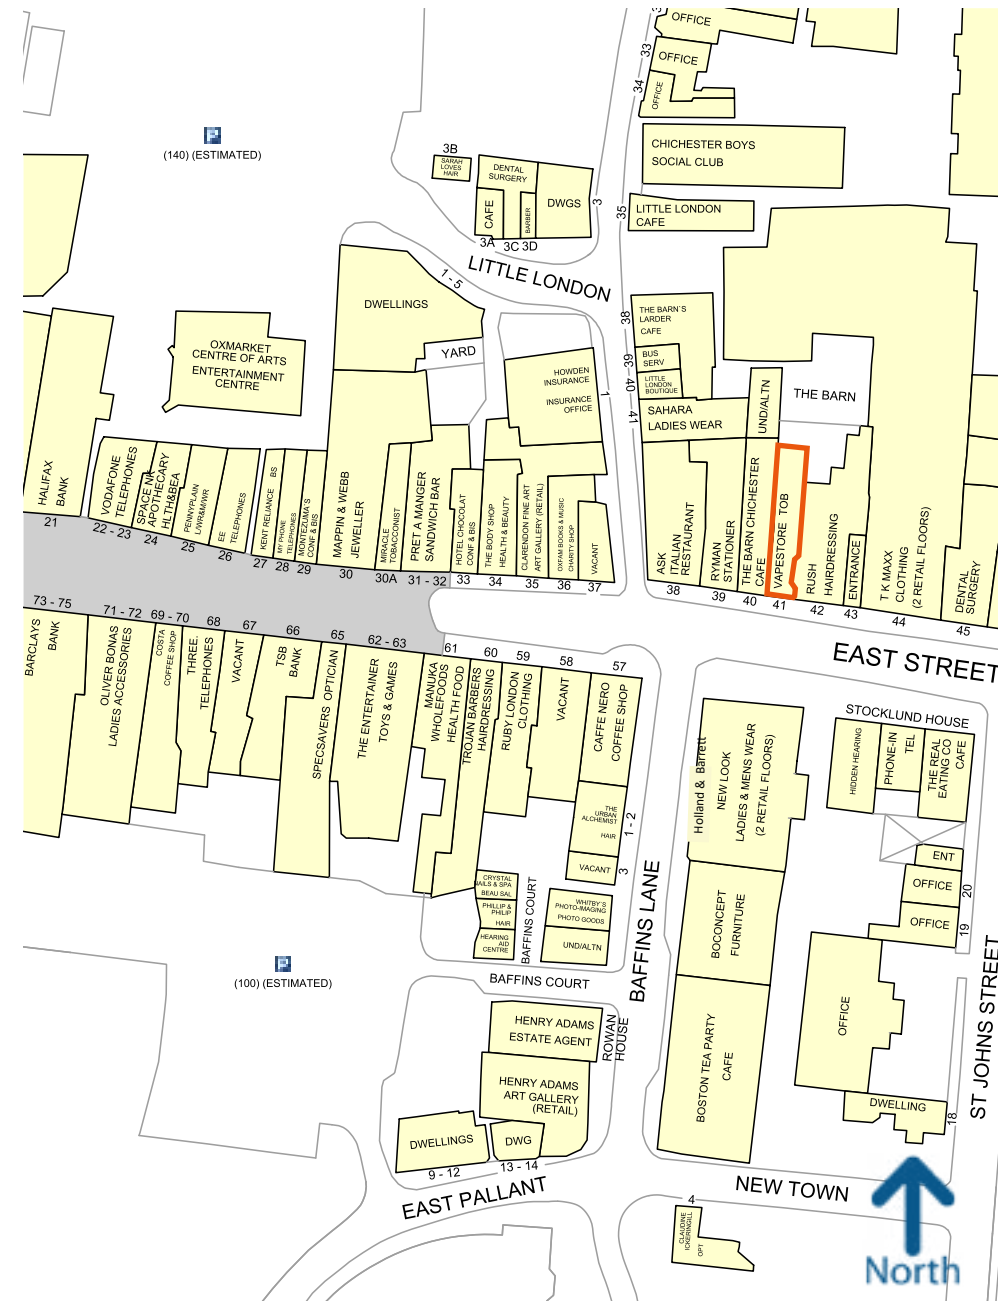 OFFICE
33
OFFICE
34
OFFICE
P
(140) (ESTIMATED)
CHICHESTER BOYS
SOCIAL CLUB
3B
SARAH
LOVES
HAIR
DENTAL
SURGERY
CAFE
BARBER
DWGS
3
3A
3C
3D
35
LITTLE LONDON
CAFE
LITTLE LONDON
1 - 5
DWELLINGS
YARD
OXMARKET
CENTRE OF ARTS
ENTERTAINMENT
CENTRE
HOWDEN
INSURANCE
INSURANCE
OFFICE
1
38
THE BARN`S
LARDER
CAFE
39
BUS
SERV
40
LITTLE
LONDON
BOUTIQUE
41
SAHARA
LADIES WEAR
UND/ALTN
THE BARN
HALIFAX
BANK
21
VODAFONE
TELEPHONES
22 - 23
SPACE NK
APOTHECARY
HLTH&BEA
24
PENNYPLAIN
L/WR&M/WR
25
EE
TELEPHONES
26
KENT RELIANCE BS
27
MY PHONE
TELEPHONES
28
MONTEZUMA'S
CONF & BIS
29
MAPPIN & WEBB
JEWELLER
30
MIRACLE
TOBACCONIST
30A
PRET A MANGER
SANDWICH BAR
31 - 32
HOTEL CHOCOLAT
CONF & BIS
33
THE BODY SHOP
HEALTH & BEAUTY
34
CLARENDON FINE ART
ART GALLERY (RETAIL)
35
OXFAM BOOKS & MUSIC
CHARITY SHOP
36
VACANT
37
ASK
ITALIAN
RESTAURANT
38
RYMAN
STATIONER
39
THE BARN CHICHESTER
CAFE
40
VAPESTORE TOB
41
RUSH
HAIRDRESSING
42
ENTRANCE
43
T K MAXX
CLOTHING
(2 RETAIL FLOORS)
44
DENTAL
SURGERY
45
EAST STREET
73 - 75
BARCLAYS
BANK
71 - 72
OLIVER BONAS
LADIES ACCESSORIES
69 - 70
COSTA
COFFEE SHOP
68
THREE.
TELEPHONES
67
VACANT
66
TSB
BANK
65
SPECSAVERS OPTICIAN
62 - 63
THE ENTERTAINER
TOYS & GAMES
61
MANUKA
WHOLEFOODS
HEALTH FOOD
60
TROJAN BARBERS
HAIRDRESSING
59
RUBY LONDON
CLOTHING
58
VACANT
57
CAFFE NERO
COFFEE SHOP
THE
URBAN
ALCHEMIST
HAIR
1 - 2
VACANT
3
Holland & Barrett
NEW LOOK
LADIES & MENS WEAR
(2 RETAIL FLOORS)
STOCKLUND HOUSE
HIDDEN HEARING
PHONE-IN
TEL
THE REAL
EATING CO
CAFE
ENT
OFFICE
20
OFFICE
19
CRYSTAL
NAILS & SPA
BEAU SAL
PHILLIP &
PHILIP
HAIR
HEARING
AID
CENTRE
BAFFINS COURT
WHITBY`S
PHOTO-IMAGING
PHOTO GOODS
UND/ALTN
BAFFINS LANE
BOCONCEPT
FURNITURE
P
(100) (ESTIMATED)
BAFFINS COURT
HENRY ADAMS
ESTATE AGENT
ROWAN
HOUSE
HENRY ADAMS
ART GALLERY
(RETAIL)
BOSTON TEA PARTY
CAFE
OFFICE
ST JOHNS STREET
DWELLING
18
DWELLINGS
9 - 12
DWG
13 - 14
EAST PALLANT
NEW TOWN
4
CLAUDINE
ICKERINGILL
OPT
North